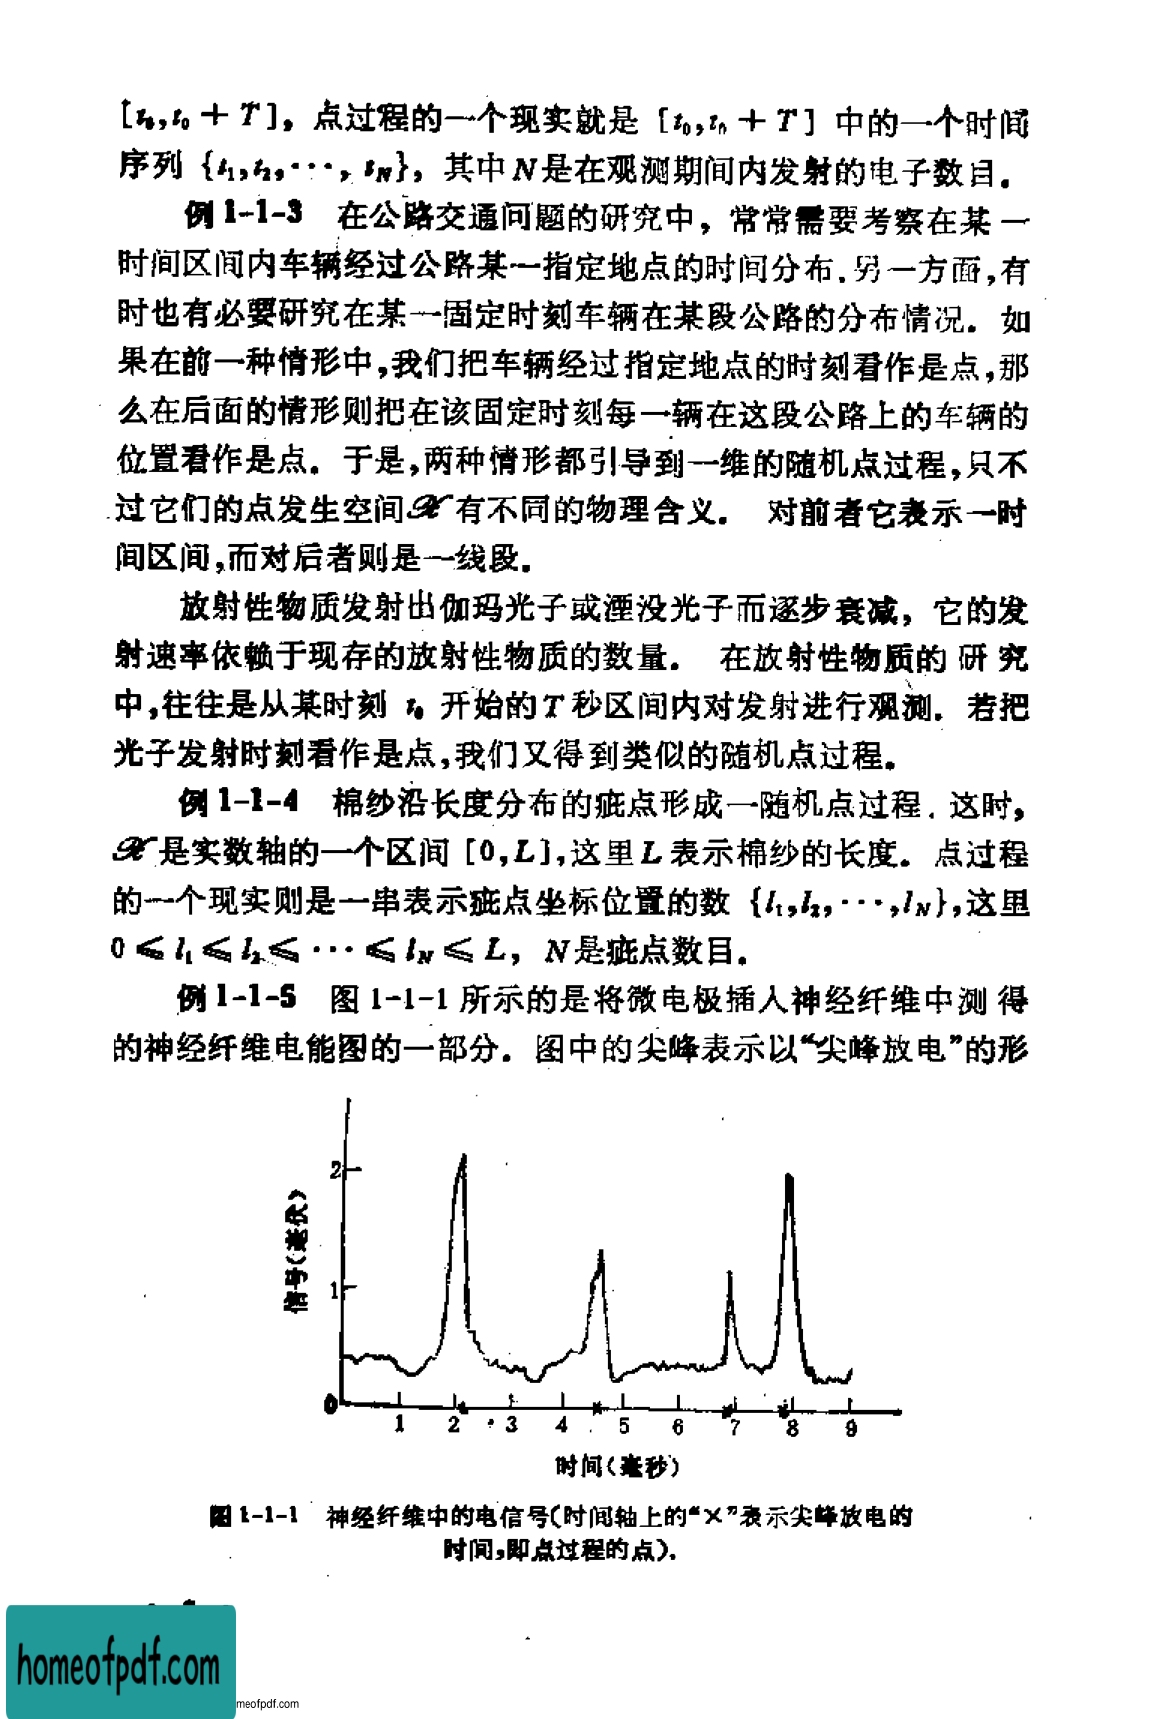 [t₀,t₀ + T]，点过程的一个现实就是 [t₀,t₀ + T] 中的一个时间
序列 {t₁,t₂,···, t_N}，其中 N 是在观测期间内发射的电子数目。
例 1-1-3 在公路交通问题的研究中，常常需要考察在某一
时间区间内车辆经过公路某一指定地点的时间分布．另一方面,有
时也有必要研究在某一固定时刻车辆在某段公路的分布情况。如
果在前一种情形中,我们把车辆经过指定地点的时刻看作是点,那
么在后面的情形则把在该固定时刻每一辆在这段公路上的车辆的
位置看作是点。于是,两种情形都引导到一维的随机点过程,只不
过它们的点发生空间 𝒳 有不同的物理含义。 对前者它表示一时
间区间,而对后者则是一线段。
放射性物质发射出伽玛光子或湮没光子而逐步衰减，它的发
射速率依赖于现存的放射性物质的数量。 在放射性物质的研究
中,往往是从某时刻 t₀ 开始的 T 秒区间内对发射进行观测．若把
光子发射时刻看作是点,我们又得到类似的随机点过程。
例 1-1-4 棉纱沿长度分布的疵点形成一随机点过程．这时,
𝒳 是实数轴的一个区间 [0,L],这里 L 表示棉纱的长度。点过程
的一个现实则是一串表示疵点坐标位置的数 {l₁,l₂,···,l_N},这里
0 ⩽ l₁ ⩽ l₂ ⩽ ··· ⩽ l_N ⩽ L，N 是疵点数目。
例 1-1-5 图 1-1-1 所示的是将微电极插入神经纤维中测得
的神经纤维电能图的一部分。图中的尖峰表示以“尖峰放电”的形
信号(毫伏)
2
1
0
1 2 3 4 5 6 7 8 9
时间(毫秒)
图 1-1-1 神经纤维中的电信号(时间轴上的“×”表示尖峰放电的
时间,即点过程的点).
homeofpdf.com
meofpdf.com